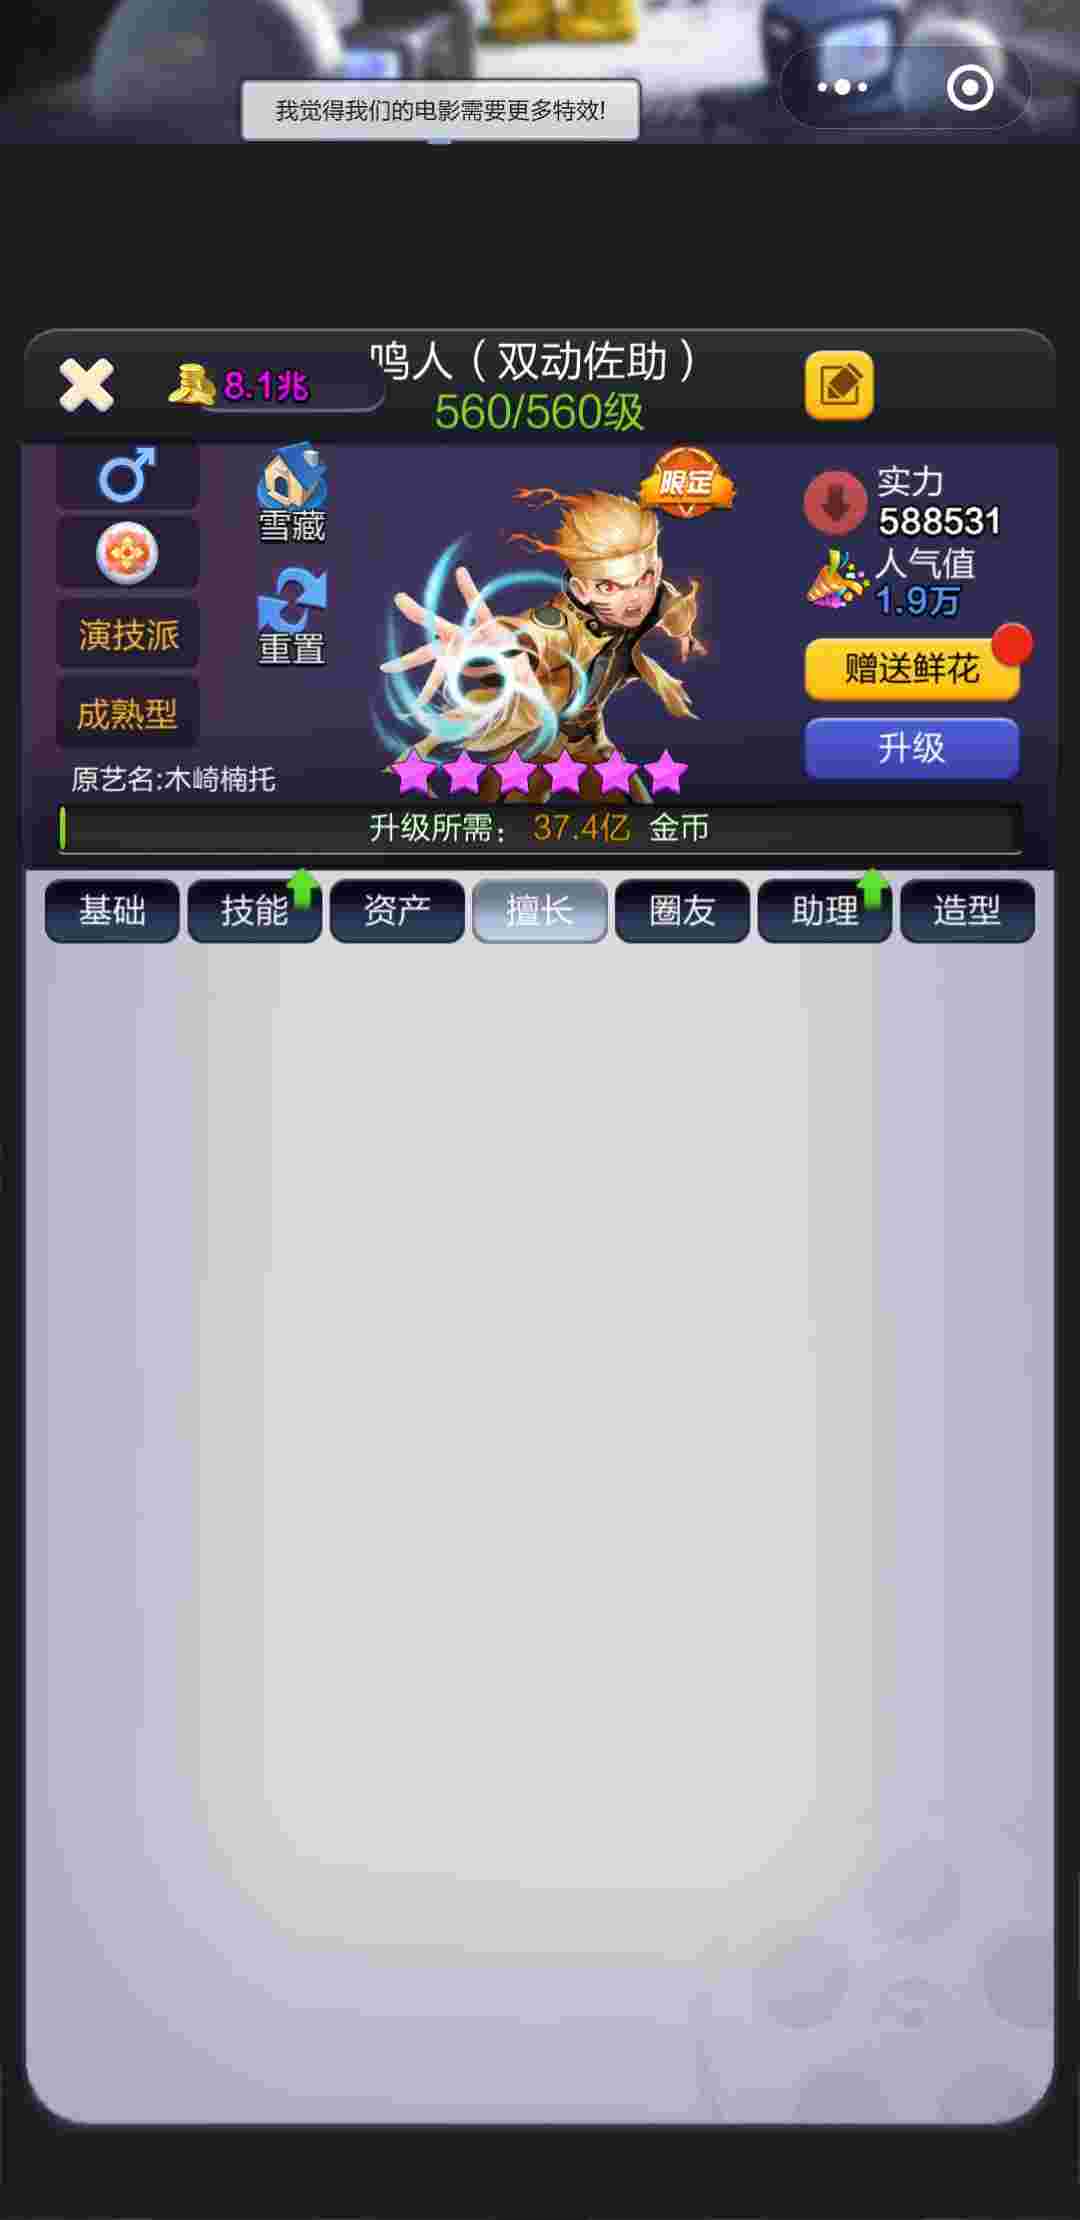 我觉得我们的电影需要更多特效!
鸣人（双动佐助）
8.1兆
560/560级
限定
实力
588531
雪藏
人气值
1.9万
演技派
重置
赠送鲜花
成熟型
升级
原艺名:木崎楠托
升级所需： 37.4亿 金币
基础 技能 资产 擅长 圈友 助理 造型